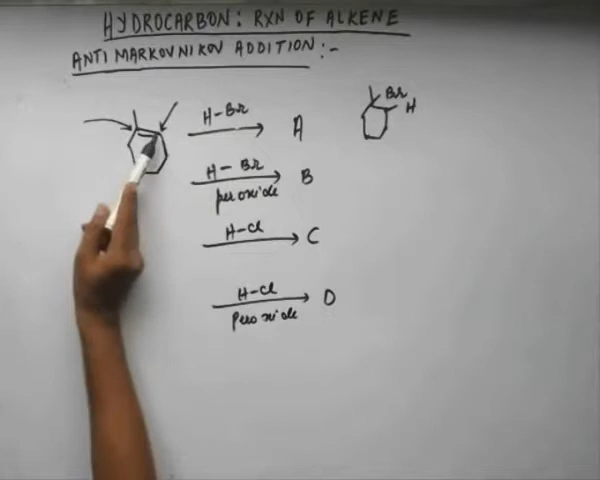 HYDROCARBON: RXN OF ALKENE
ANTI MARKOVNIKOV ADDITION :-
H-Br
A
Br
H
H-Br
peroxide
B
H-Cl
C
H-Cl
Peroxide
D